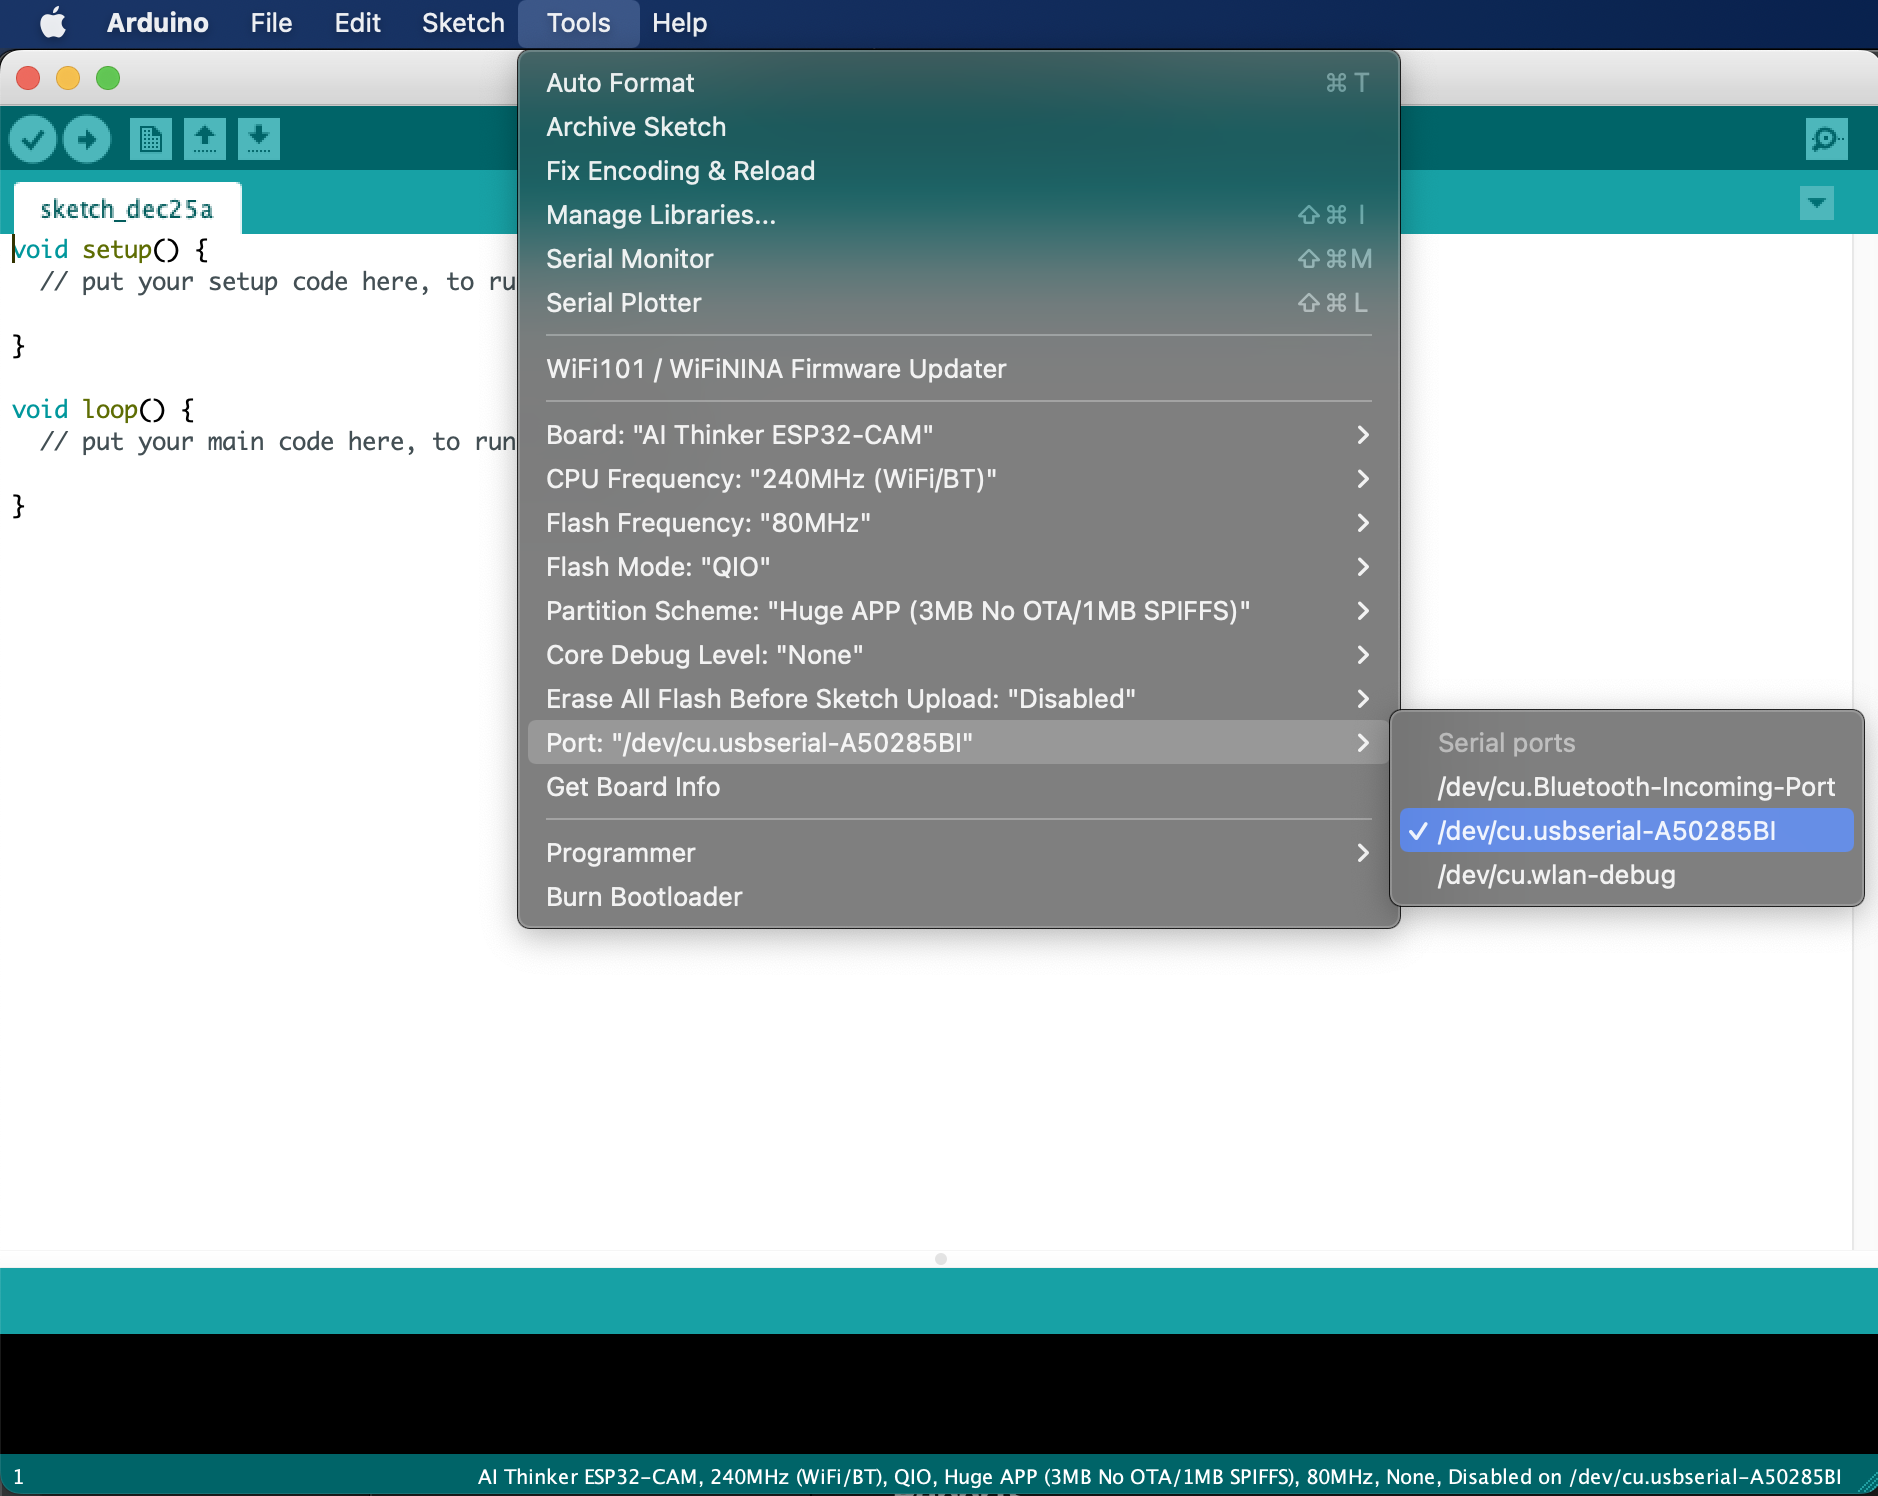 Arduino File Edit Sketch Tools Help
sketch_dec25a
void setup() {
// put your setup code here, to ru
}
void loop() {
// put your main code here, to run
}
Auto Format ⌘ T
Archive Sketch
Fix Encoding & Reload
Manage Libraries... ⇧ ⌘ I
Serial Monitor ⇧ ⌘ M
Serial Plotter ⇧ ⌘ L
WiFi101 / WiFiNINA Firmware Updater
Board: "AI Thinker ESP32-CAM"
CPU Frequency: "240MHz (WiFi/BT)"
Flash Frequency: "80MHz"
Flash Mode: "QIO"
Partition Scheme: "Huge APP (3MB No OTA/1MB SPIFFS)"
Core Debug Level: "None"
Erase All Flash Before Sketch Upload: "Disabled"
Port: "/dev/cu.usbserial-A50285BI"
Get Board Info
Programmer
Burn Bootloader
Serial ports
/dev/cu.Bluetooth-Incoming-Port
✓ /dev/cu.usbserial-A50285BI
/dev/cu.wlan-debug
1 AI Thinker ESP32-CAM, 240MHz (WiFi/BT), QIO, Huge APP (3MB No OTA/1MB SPIFFS), 80MHz, None, Disabled on /dev/cu.usbserial-A50285BI